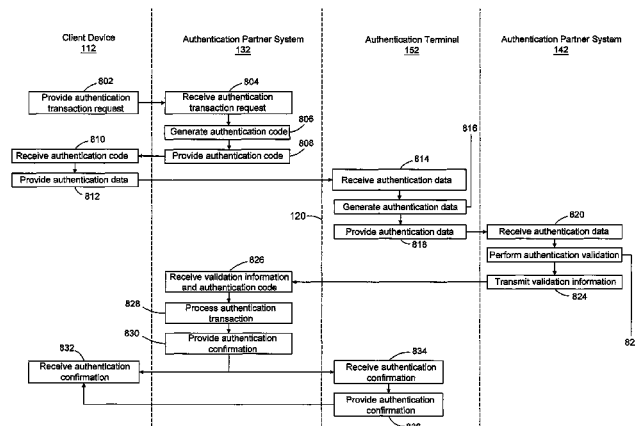 Client Device
112
Authentication Partner System
132
Authentication Terminal
152
Authentication Partner System
142
802
Provide authentication
transaction request
804
Receive authentication
transaction request
806
Generate authentication code
808
Provide authentication code
810
Receive authentication code
Provide authentication data
812
814
Receive authentication data
816
Generate authentication data
120
Provide authentication data
818
820
Receive authentication data
Perform authentication validation
82
Transmit validation information
824
826
Receive validation information
and authentication code
828
Process authentication
transaction
830
Provide authentication
confirmation
832
Receive authentication
confirmation
834
Receive authentication
confirmation
Provide authentication
confirmation